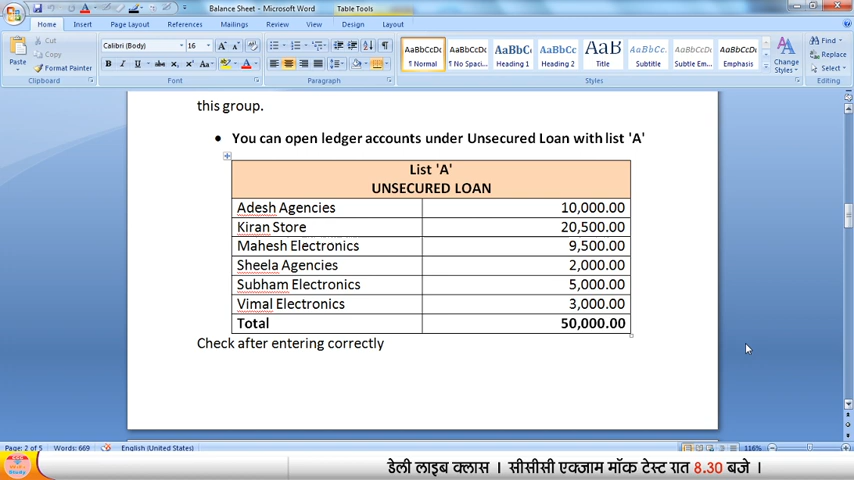 Balance Sheet - Microsoft Word
Table Tools
Home Insert Page Layout References Mailings Review View Design Layout
Paste
Cut
Copy
Format Painter
Clipboard
Calibri (Body) 16
Font
Paragraph
AaBbCcDc AaBbCcDc AaBbC AaBbCc AaB AaBbCc AaBbCcDc AaBbCcDc
¶ Normal ¶ No Spaci... Heading 1 Heading 2 Title Subtitle Subtle Em... Emphasis
Change Styles
Styles
Find
Replace
Select
Editing
this group.
• You can open ledger accounts under Unsecured Loan with list 'A'
List 'A'
UNSECURED LOAN
Adesh Agencies 10,000.00
Kiran Store 20,500.00
Mahesh Electronics 9,500.00
Sheela Agencies 2,000.00
Subham Electronics 5,000.00
Vimal Electronics 3,000.00
Total 50,000.00
Check after entering correctly
Page: 2 of 5 Words: 669 English (United States) 116%
डेली लाइब क्लास । सीसीसी एक्जाम मॉक टेस्ट रात 8.30 बजे ।